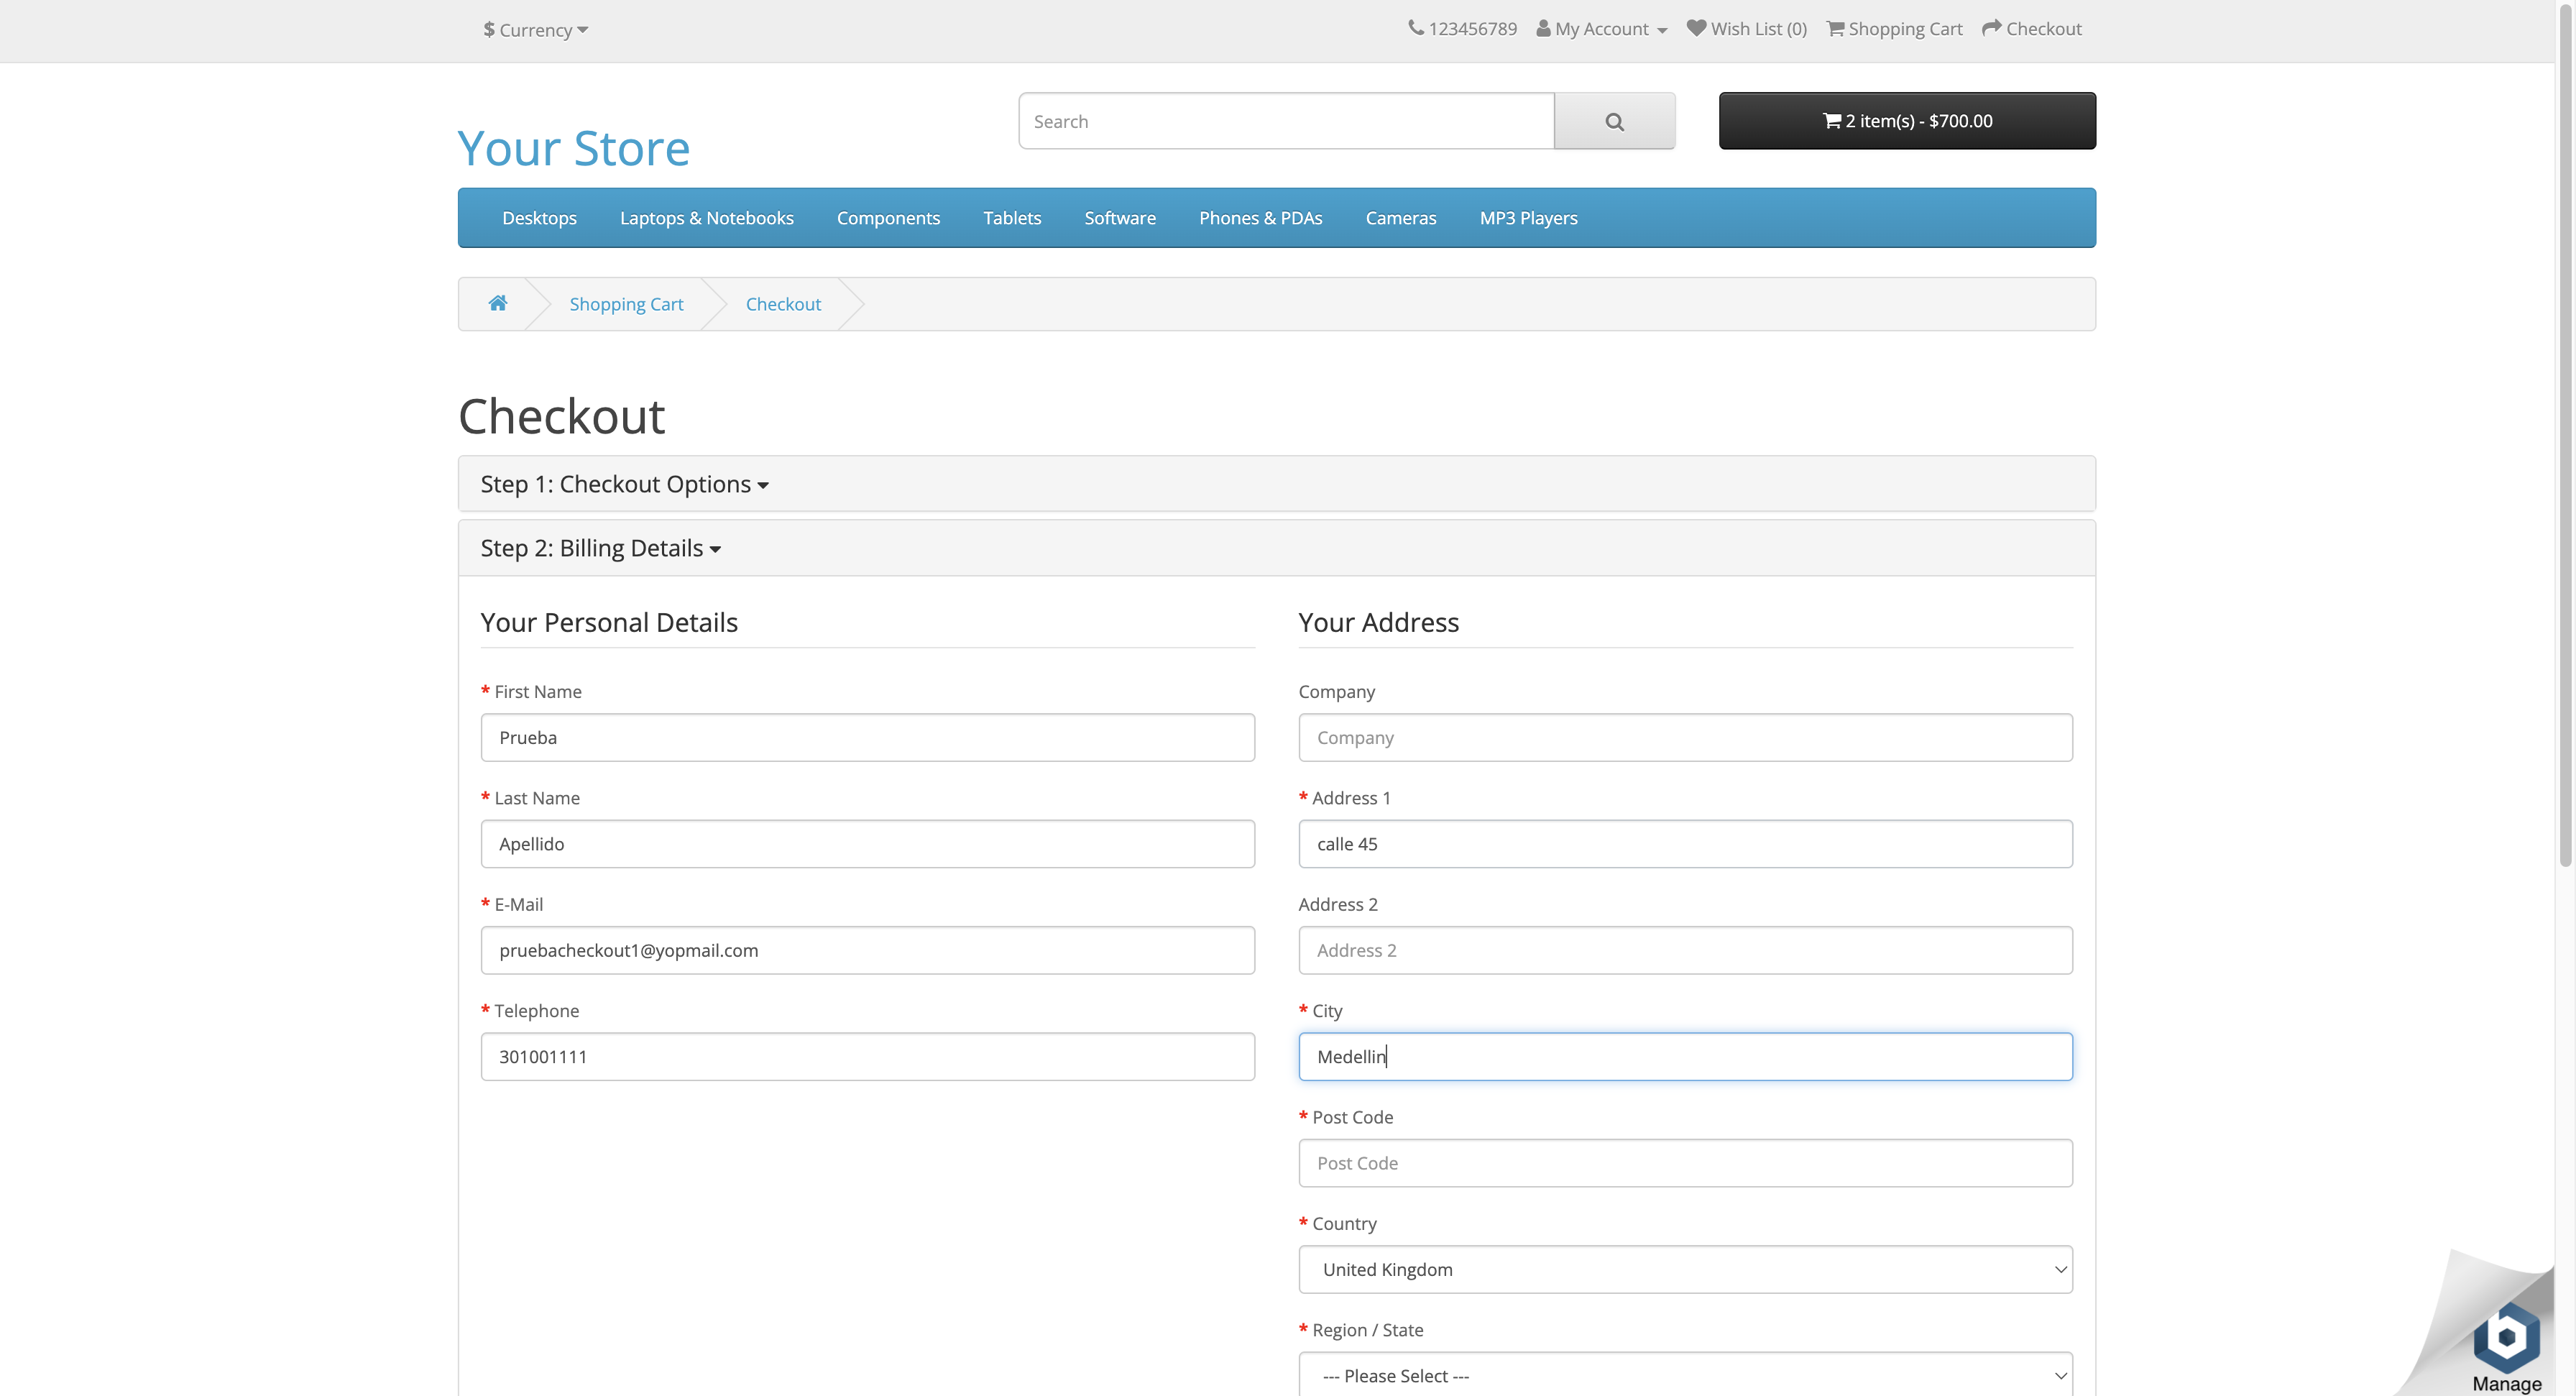 $ Currency
123456789 My Account Wish List (0) Shopping Cart Checkout
Your Store
Search
2 item(s) - $700.00
Desktops Laptops & Notebooks Components Tablets Software Phones & PDAs Cameras MP3 Players
Shopping Cart Checkout
Checkout
Step 1: Checkout Options
Step 2: Billing Details
Your Personal Details
* First Name
Prueba
* Last Name
Apellido
* E-Mail
pruebacheckout1@yopmail.com
* Telephone
301001111
Your Address
Company
Company
* Address 1
calle 45
Address 2
Address 2
* City
Medellin
* Post Code
Post Code
* Country
United Kingdom
* Region / State
--- Please Select ---
b
Manage